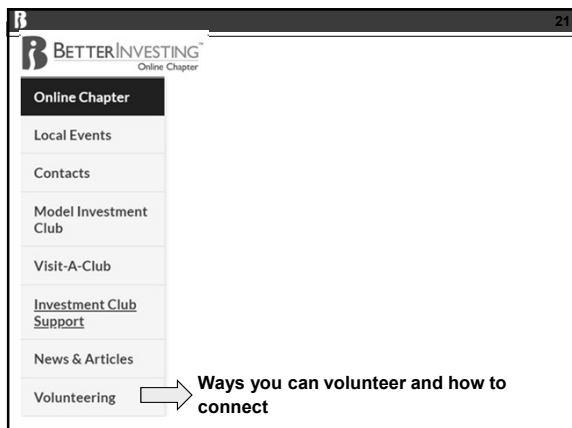 21
BETTERINVESTING™
Online Chapter
Online Chapter
Local Events
Contacts
Model Investment
Club
Visit-A-Club
Investment Club
Support
News & Articles
Volunteering
Ways you can volunteer and how to
connect